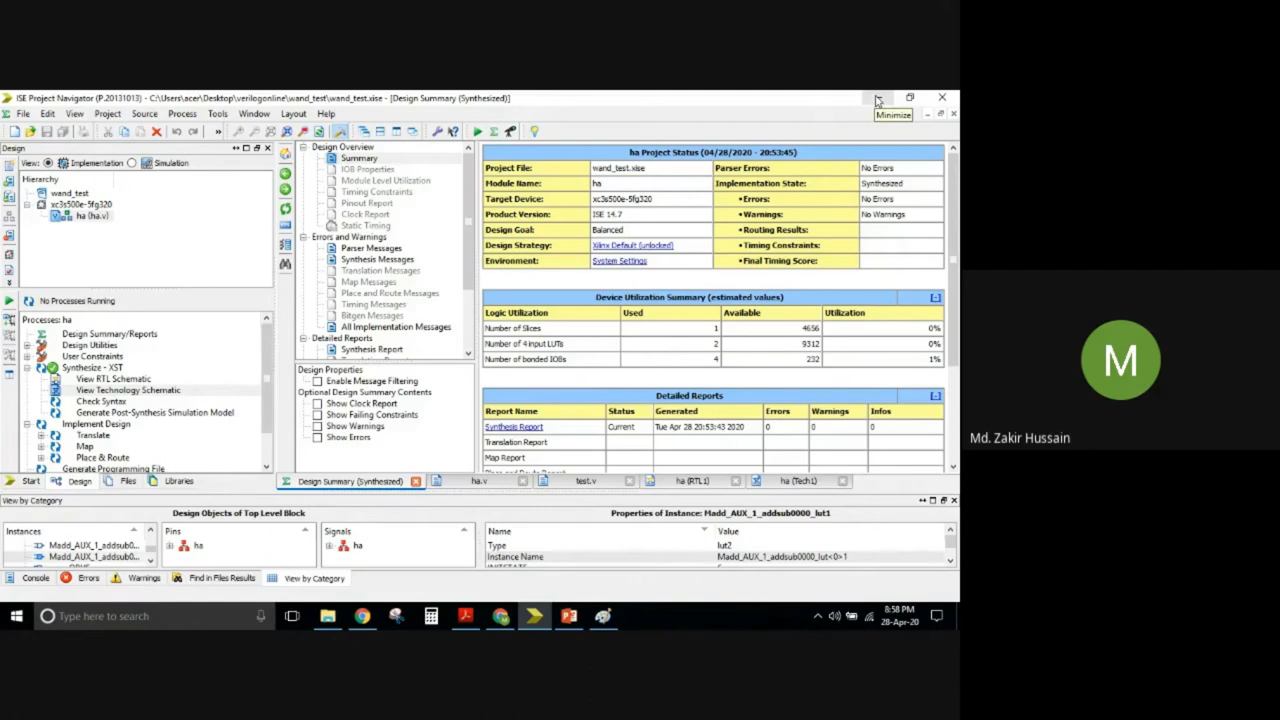 ISE Project Navigator (P.20131013) - C:\Users\acer\Desktop\verilogonline\wand_test\wand_test.xise - [Design Summary (Synthesized)]
Minimize
File Edit View Project Source Process Tools Window Layout Help
Design
View: Implementation Simulation
Hierarchy
wand_test
xc3s500e-5fg320
ha (ha.v)
No Processes Running
Processes: ha
Design Summary/Reports
Design Utilities
User Constraints
Synthesize - XST
View RTL Schematic
View Technology Schematic
Check Syntax
Generate Post-Synthesis Simulation Model
Implement Design
Translate
Map
Place & Route
Generate Programming File
Start Design Files Libraries
Design Overview
Summary
IOB Properties
Module Level Utilization
Timing Constraints
Pinout Report
Clock Report
Static Timing
Errors and Warnings
Parser Messages
Synthesis Messages
Translation Messages
Map Messages
Place and Route Messages
Timing Messages
Bitgen Messages
All Implementation Messages
Detailed Reports
Synthesis Report
Design Properties
Enable Message Filtering
Optional Design Summary Contents
Show Clock Report
Show Failing Constraints
Show Warnings
Show Errors
ha Project Status (04/28/2020 - 20:53:45)
Project File: wand_test.xise Parser Errors: No Errors
Module Name: ha Implementation State: Synthesized
Target Device: xc3s500e-5fg320 •Errors: No Errors
Product Version: ISE 14.7 •Warnings: No Warnings
Design Goal: Balanced •Routing Results:
Design Strategy: Xilinx Default (unlocked) •Timing Constraints:
Environment: System Settings •Final Timing Score:
Device Utilization Summary (estimated values) [-]
Logic Utilization Used Available Utilization
Number of Slices 1 4656 0%
Number of 4 input LUTs 2 9312 0%
Number of bonded IOBs 4 232 1%
Detailed Reports [-]
Report Name Status Generated Errors Warnings Infos
Synthesis Report Current Tue Apr 28 20:53:43 2020 0 0 0
Translation Report
Map Report
Design Summary (Synthesized) ha.v test.v ha (RTL1) ha (Tech1)
View by Category
Design Objects of Top Level Block Properties of Instance: Madd_AUX_1_addsub0000_lut1
Instances Pins Signals Name Value
Madd_AUX_1_addsub0... ha ha Type lut2
Madd_AUX_1_addsub0... Instance Name Madd_AUX_1_addsub0000_lut<0>1
Console Errors Warnings Find in Files Results View by Category
Type here to search
8:58 PM
28-Apr-20
M
Md. Zakir Hussain